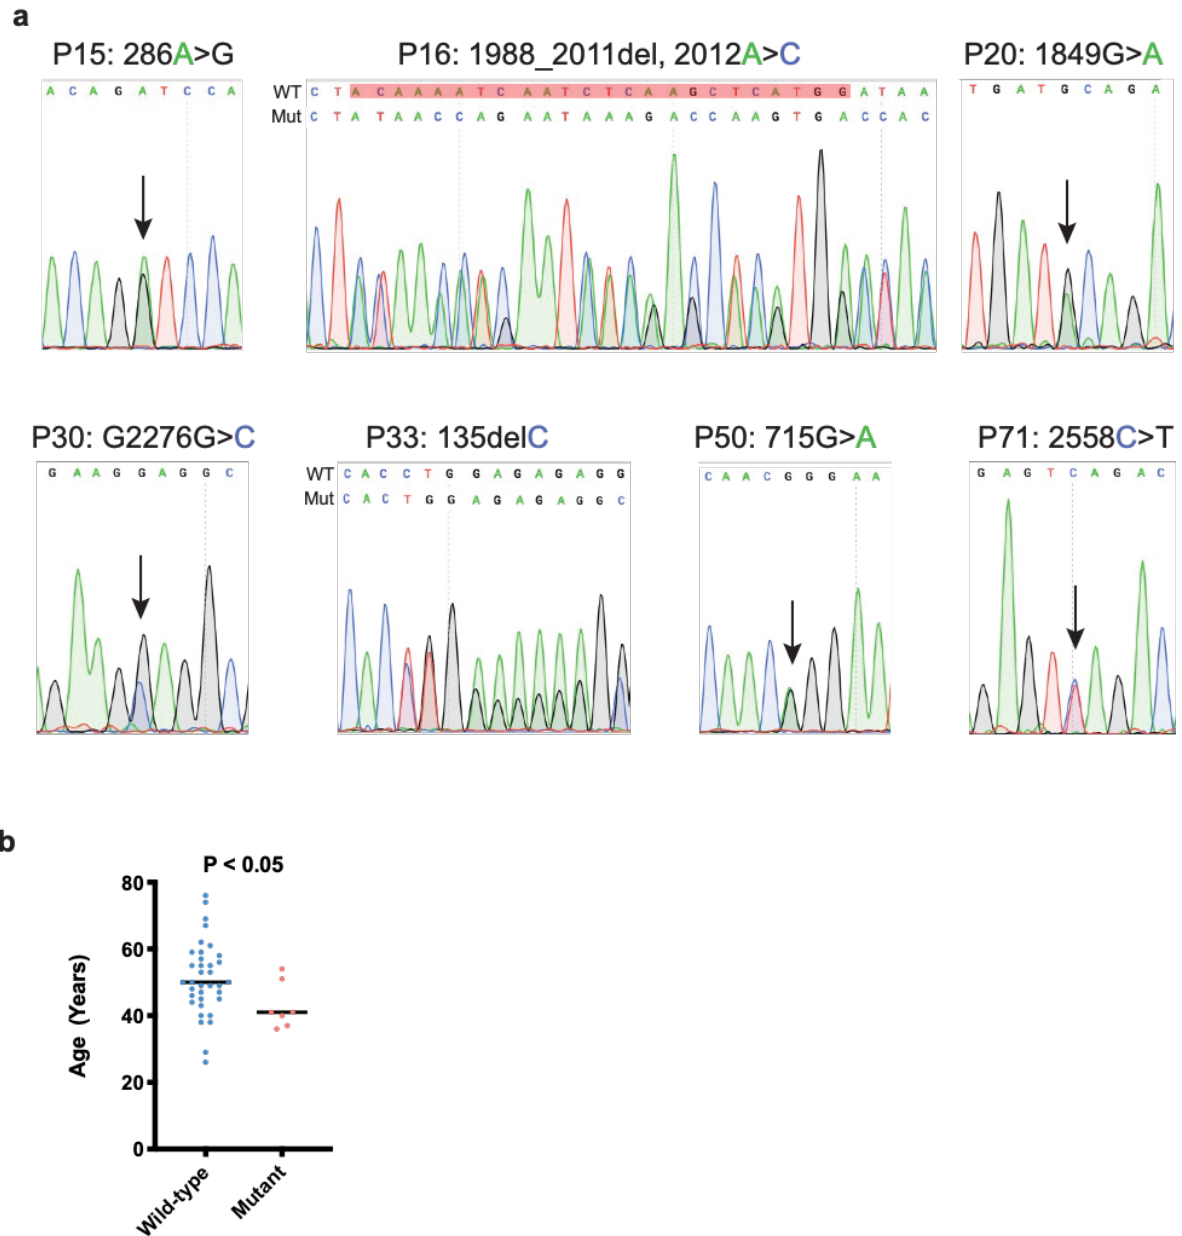 a
P15: 286A>G
P16: 1988_2011del, 2012A>C
P20: 1849G>A
A C A G A T C C A
WT C T A C A A A A T C A A T C T C A A G C T C A T G G A T A A
Mut C T A T A A C C A G A A T A A A G A C C A A G T G A C C A C
T G A T G C A G A
P30: G2276G>C
P33: 135delC
P50: 715G>A
P71: 2558C>T
G A A G G A G G C
WT C A C C T G G A G A G A G G
Mut C A C T G G A G A G A G G C
C A A C G G G A A
G A G T C A G A C
b
P < 0.05
80
60
40
20
0
Age (Years)
Wild-type
Mutant